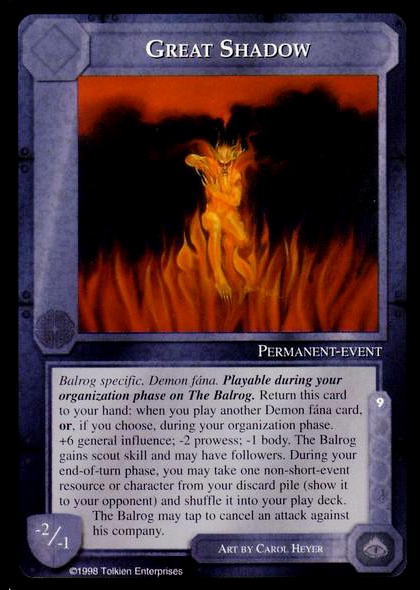 GREAT SHADOW
PERMANENT-EVENT
Balrog specific. Demon fána. Playable during your
organization phase on The Balrog. Return this card
to your hand: when you play another Demon fána card,
or, if you choose, during your organization phase.
+6 general influence; -2 prowess; -1 body. The Balrog
gains scout skill and may have followers. During your
end-of-turn phase, you may take one non-short-event
resource or character from your discard pile (show it
to your opponent) and shuffle it into your play deck.
The Balrog may tap to cancel an attack against
his company.
9
-2/-1
ART BY CAROL HEYER
©1998 Tolkien Enterprises